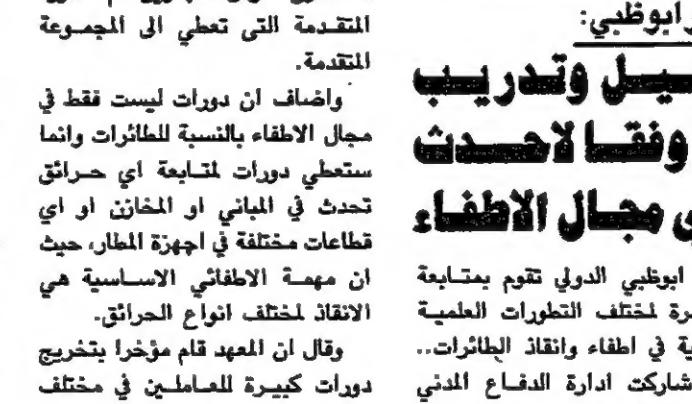 ابوظبي:
وتدريب
وفقا لاحدث
مجال الاطفاء
ابوظبي الدولي تقوم بمتابعة
لمختلف التطورات العلمية
في اطفاء وانقاذ الطائرات..
شاركت ادارة الدفاع المدني
المتقدمة التى تعطي الى المجموعة
المتقدمة.
واضاف ان دورات ليست فقط في
مجال الاطفاء بالنسبة للطائرات وانما
ستعطي دورات لمتابعة اي حرائق
تحدث في المباني او المخازن او اي
قطاعات مختلفة في اجهزة المطار، حيث
ان مهمة الاطفائي الاساسية هي
الانقاذ لمختلف انواع الحرائق.
وقال ان المعهد قام مؤخرا بتخريج
دورات كبيرة للعاملين في مختلف